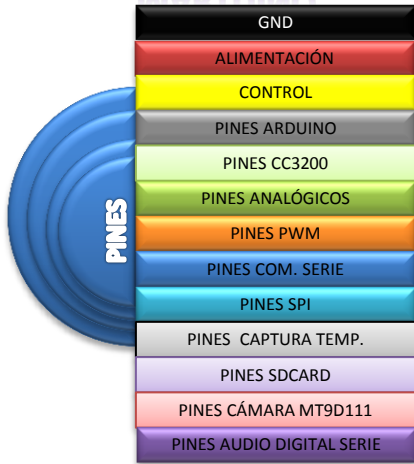 GND
ALIMENTACIÓN
CONTROL
PINES ARDUINO
PINES CC3200
PINES ANALÓGICOS
PINES PWM
PINES COM. SERIE
PINES SPI
PINES CAPTURA TEMP.
PINES SDCARD
PINES CÁMARA MT9D111
PINES AUDIO DIGITAL SERIE
PINES